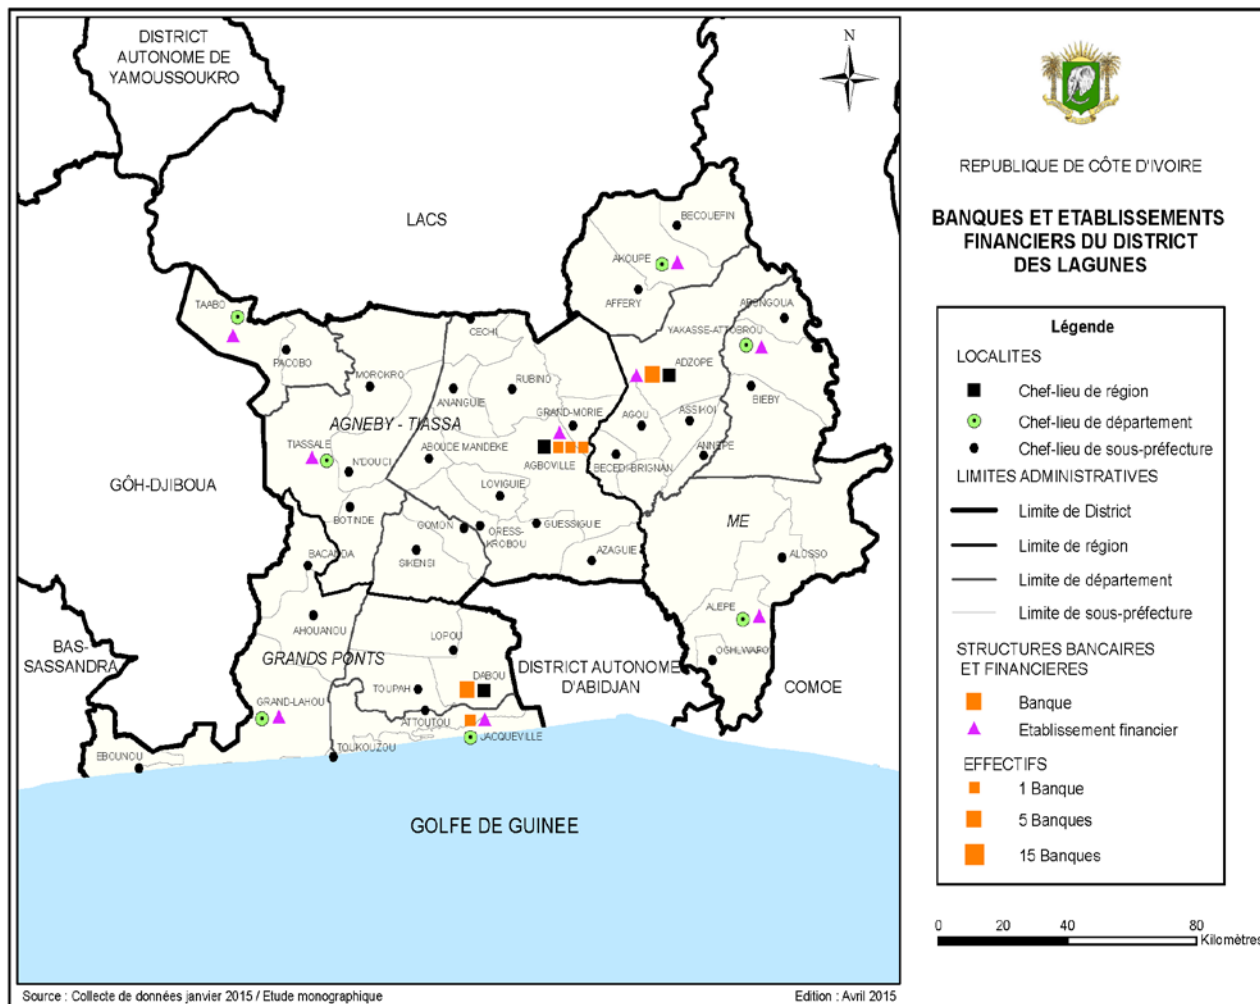 DISTRICT
AUTONOME DE
YAMOUSSOUKRO
N
LACS
BECOUEFIN
AKOUPE
AFFERY
TAABO
CECHI
YAKASSE-ATTOBROU
PACOBO
ADZOPE
MOROKRO
RUBINO
ANANGUIE
BIEBY
GRAND-MORIE
AGOU
ASSIKOI
AGNEBY - TIASSA
TIASSALE
ABOUDE MANDEKE
ANNEPE
N'DOUCI
AGBOVILLE
BECEDI-BRIGNAN
GÔH-DJIBOUA
LOVIGUIE
BOTINDE
ME
GOMON
ORESS-
KROBOU
GUESSIGUIE
BACANDA
SIKENSI
AZAGUIE
ALOSSO
ALEPE
AHOUANOU
LOPOU
BAS-
SASSANDRA
GRANDS PONTS
OGHLWAPO
DISTRICT AUTONOME
D'ABIDJAN
COMOE
DABOU
TOUPAH
GRAND-LAHOU
ATTOUTOU
JACQUEVILLE
EBOUNOU
TOUKOUZOU
GOLFE DE GUINEE
Source : Collecte de données janvier 2015 / Etude monographique
Edition : Avril 2015
REPUBLIQUE DE CÔTE D'IVOIRE
BANQUES ET ETABLISSEMENTS
FINANCIERS DU DISTRICT
DES LAGUNES
Légende
LOCALITES
Chef-lieu de région
Chef-lieu de département
Chef-lieu de sous-préfecture
LIMITES ADMINISTRATIVES
Limite de District
Limite de région
Limite de département
Limite de sous-préfecture
STRUCTURES BANCAIRES
ET FINANCIERES
Banque
Etablissement financier
EFFECTIFS
1 Banque
5 Banques
15 Banques
0 20 40 80
Kilomètres